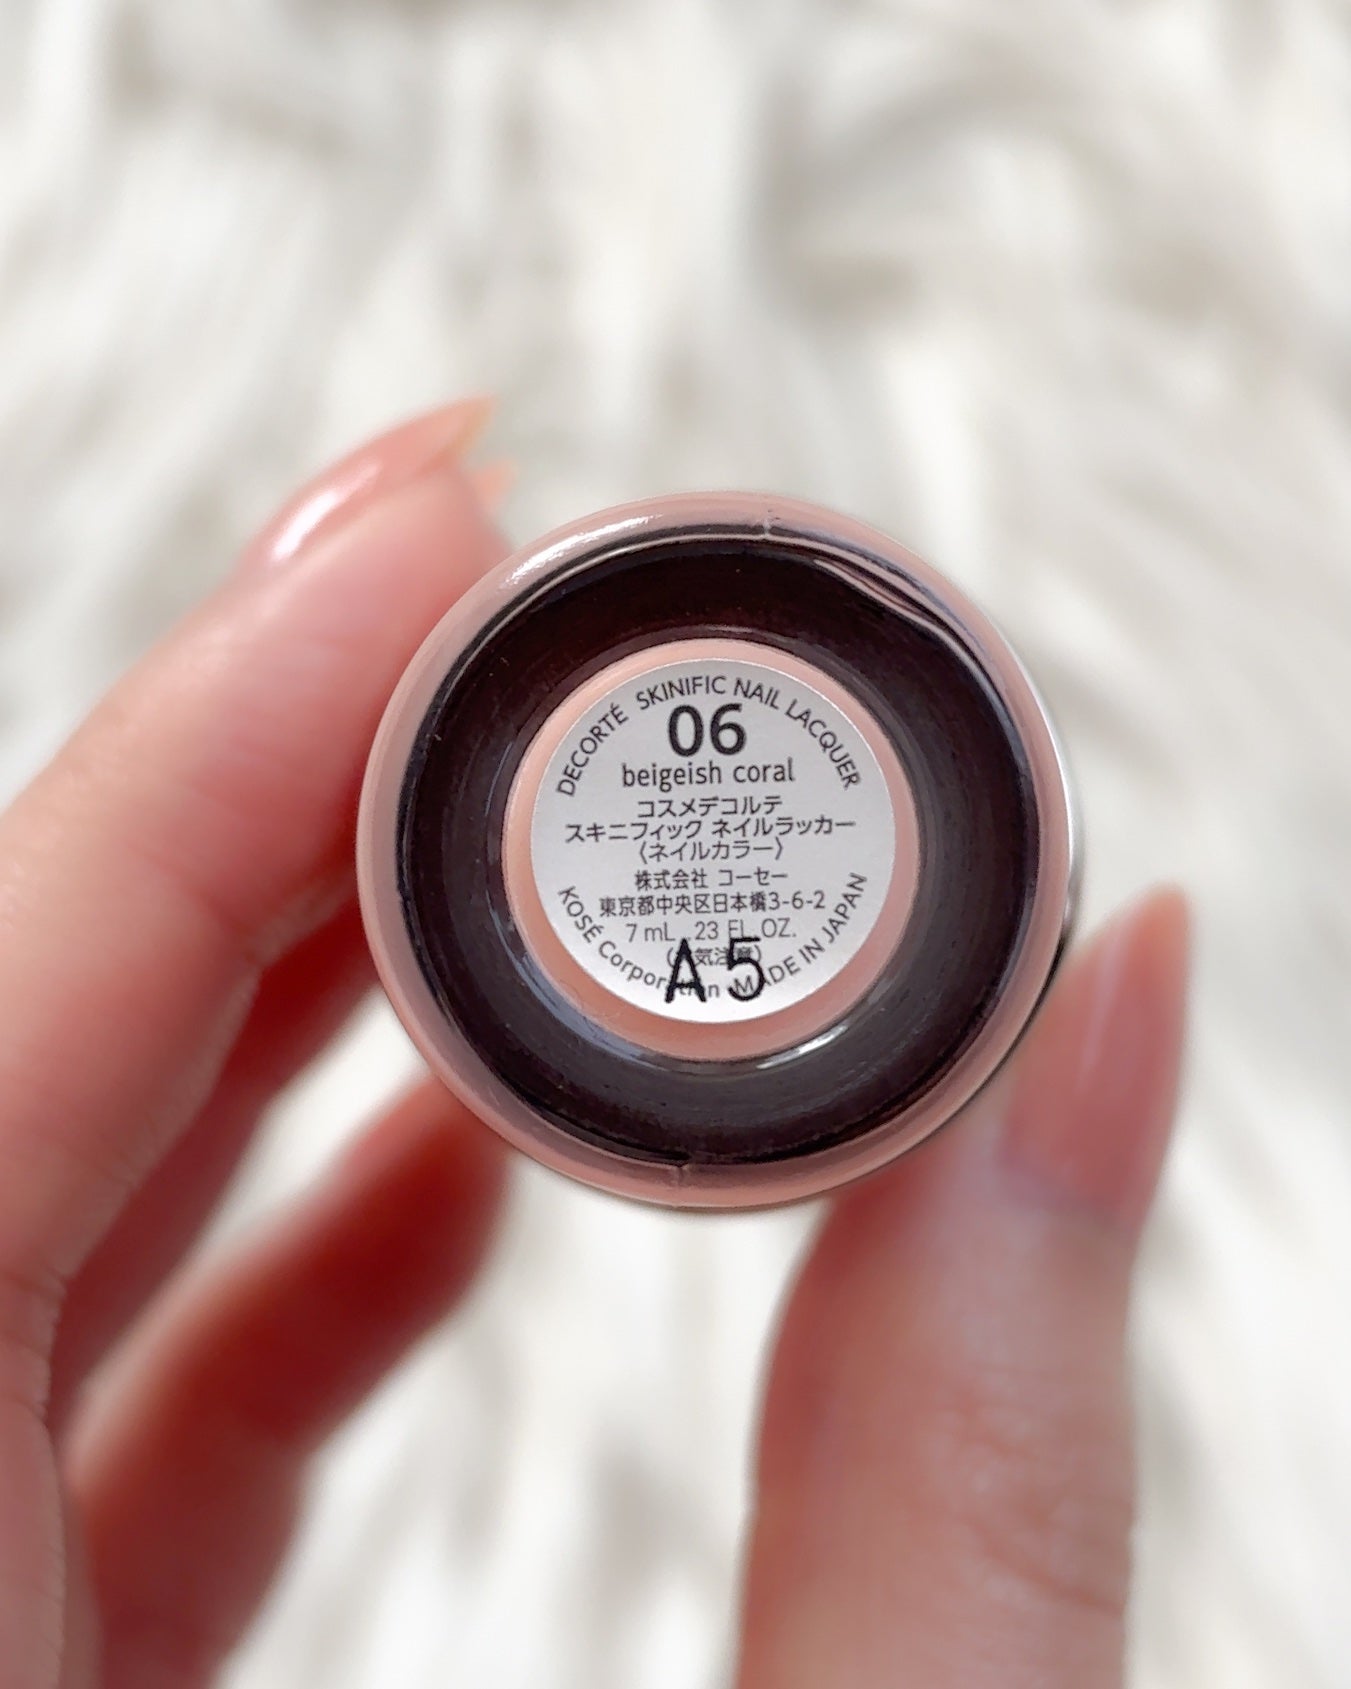 DECORTÉ SKINIFIC NAIL LACQUER
06
beigeish coral
コスメデコルテ
スキニフィック ネイルラッカー
〈ネイルカラー〉
株式会社 コーセー
東京都中央区日本橋3-6-2
7 mL .23 FL.OZ.
KOSÉ Corporation MADE IN JAPAN
A5